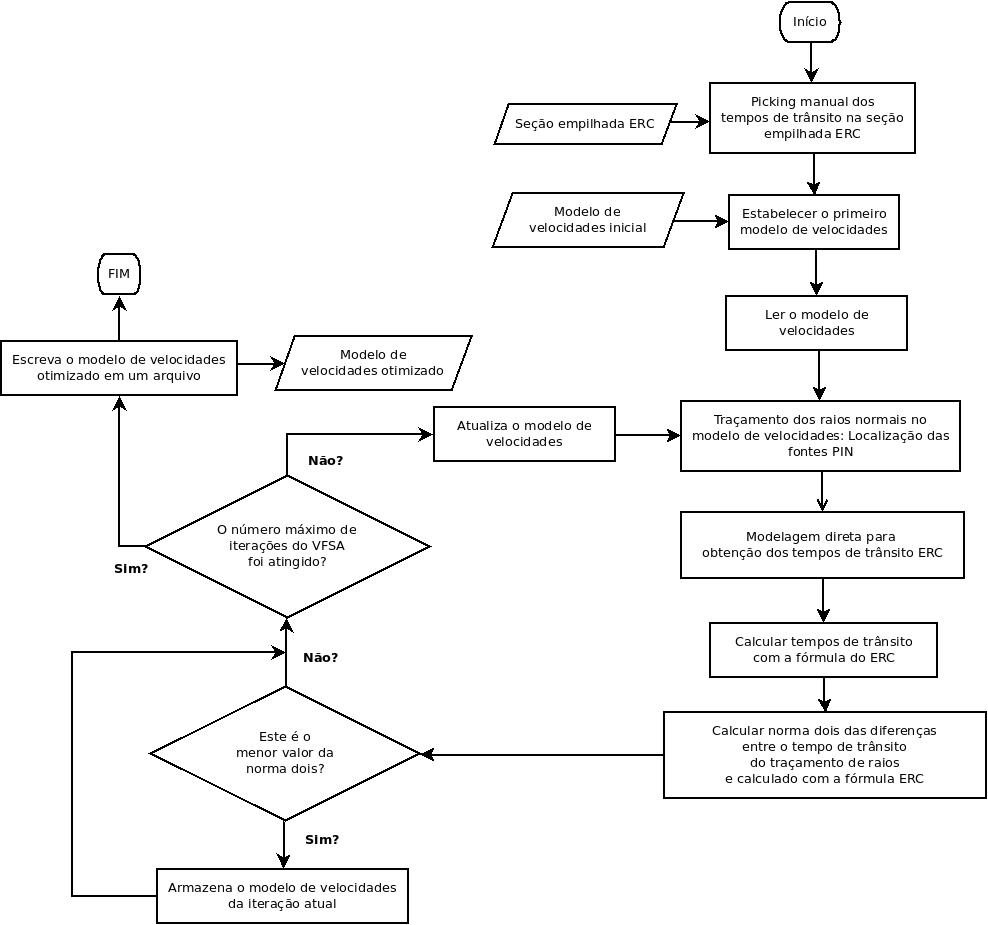 Início
Picking manual dos
tempos de trânsito na seção
empilhada ERC
Seção empilhada ERC
Modelo de
velocidades inicial
Estabelecer o primeiro
modelo de velocidades
Ler o modelo de
velocidades
FIM
Escreva o modelo de velocidades
otimizado em um arquivo
Modelo de
velocidades otimizado
Atualiza o modelo de
velocidades
Traçamento dos raios normais no
modelo de velocidades: Localização das
fontes PIN
Não?
O número máximo de
iterações do VFSA
foi atingido?
Sim?
Modelagem direta para
obtenção dos tempos de trânsito ERC
Calcular tempos de trânsito
com a fórmula do ERC
Não?
Este é o
menor valor da
norma dois?
Calcular norma dois das diferenças
entre o tempo de trânsito
do traçamento de raios
e calculado com a fórmula ERC
Sim?
Armazena o modelo de velocidades
da iteração atual